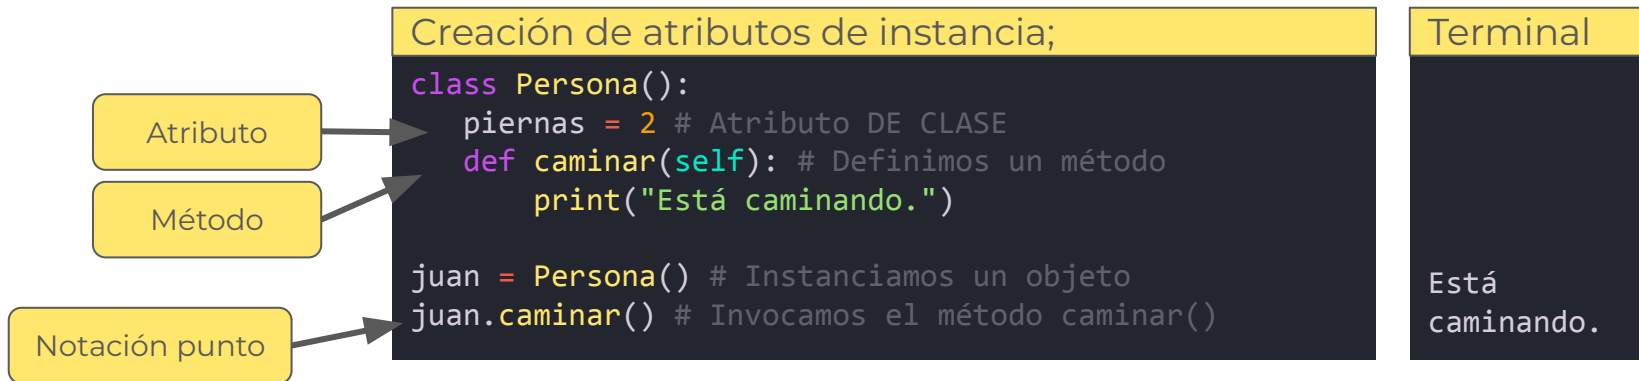 Creación de atributos de instancia;
class Persona():
piernas = 2 # Atributo DE CLASE
def caminar(self): # Definimos un método
print("Está caminando.")
juan = Persona() # Instanciamos un objeto
juan.caminar() # Invocamos el método caminar()
Atributo
Método
Notación punto
Terminal
Está
caminando.